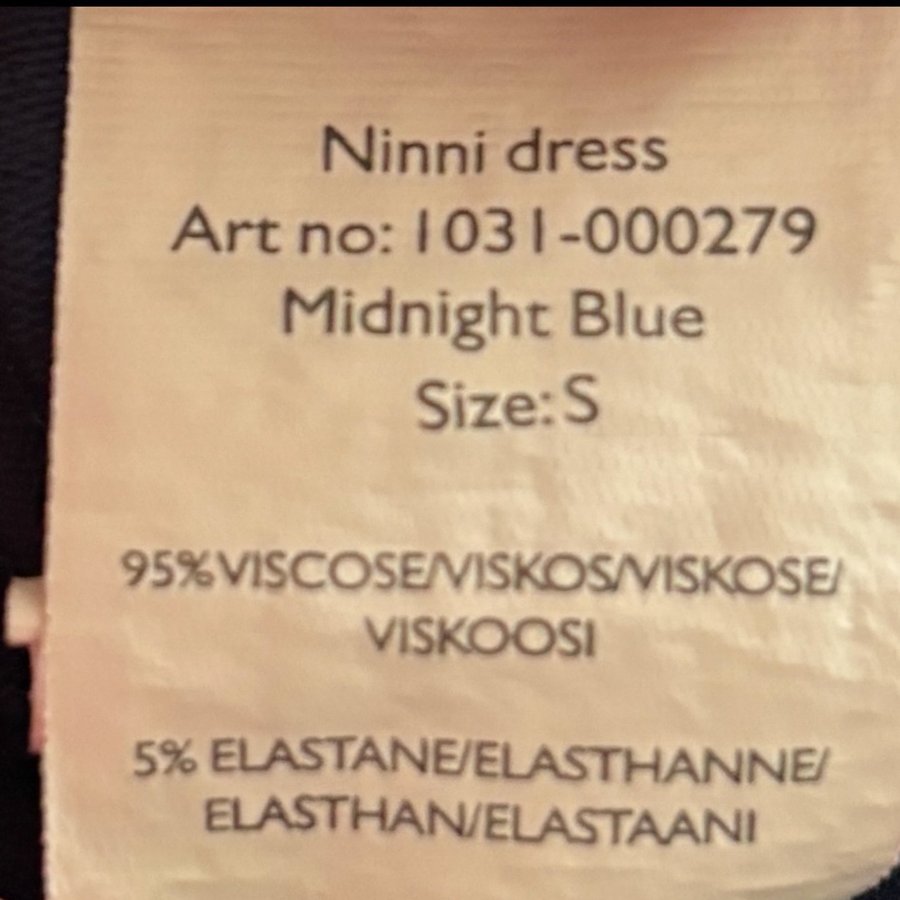 Ninni dress
Art no: 1031-000279
Midnight Blue
Size: S
95% VISCOSE/VISKOS/VISKOSE/
VISKOOSI
5% ELASTANE/ELASTHANNE/
ELASTHAN/ELASTAANI